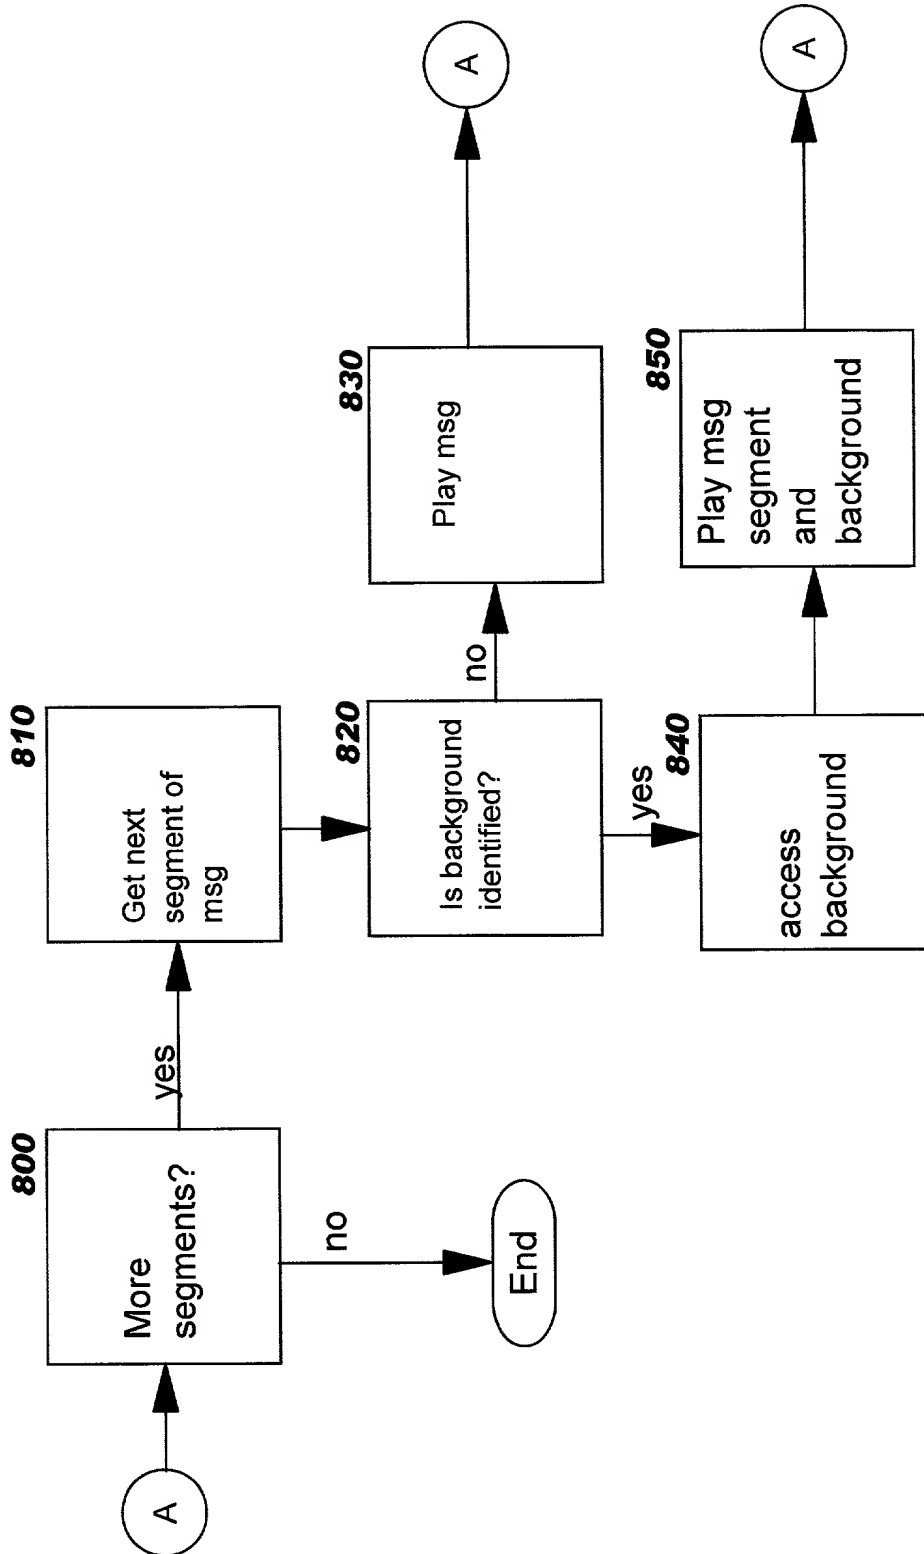 A
800
More
segments?
yes
no
End
810
Get next
segment of
msg
820
Is background
identified?
no
yes
830
Play msg
A
840
access
background
850
Play msg
segment
and
background
A